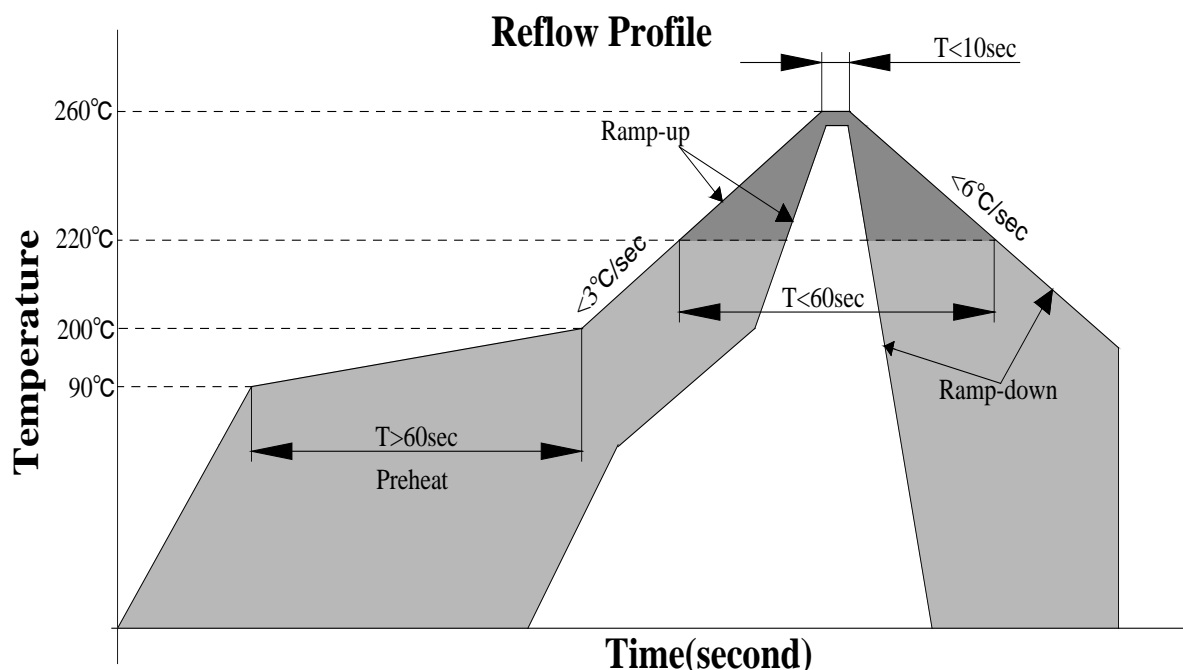 Reflow Profile
T<10sec
260℃
Ramp-up
<6℃/sec
220℃
<3℃/sec
T<60sec
200℃
90℃
Ramp-down
T>60sec
Preheat
Temperature
Time(second)